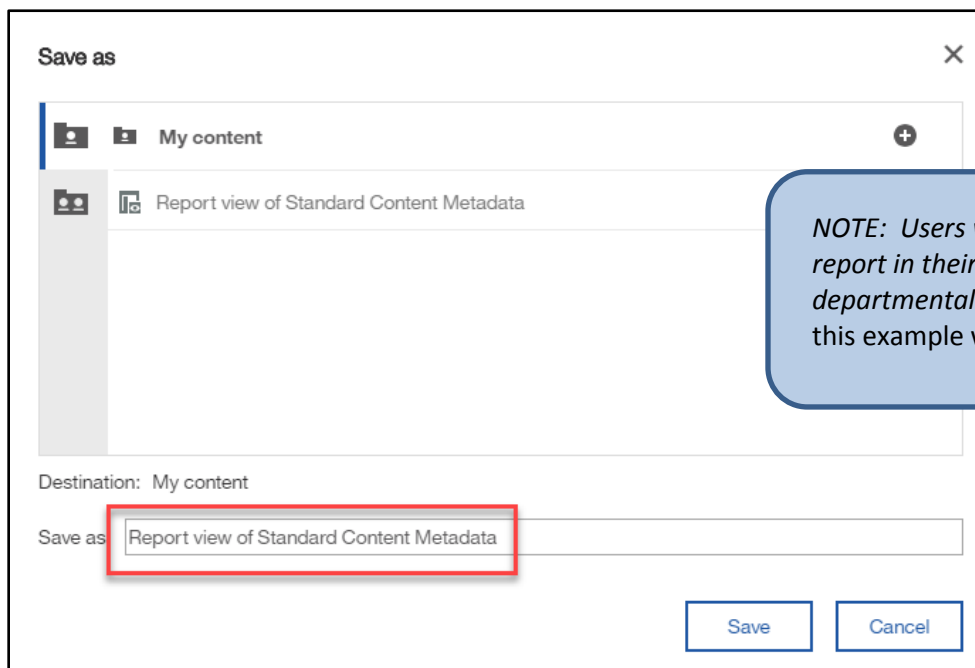 Save as
My content
Report view of Standard Content Metadata
NOTE: Users
report in their
departmental
this example
Destination: My content
Save as
Report view of Standard Content Metadata
Save
Cancel